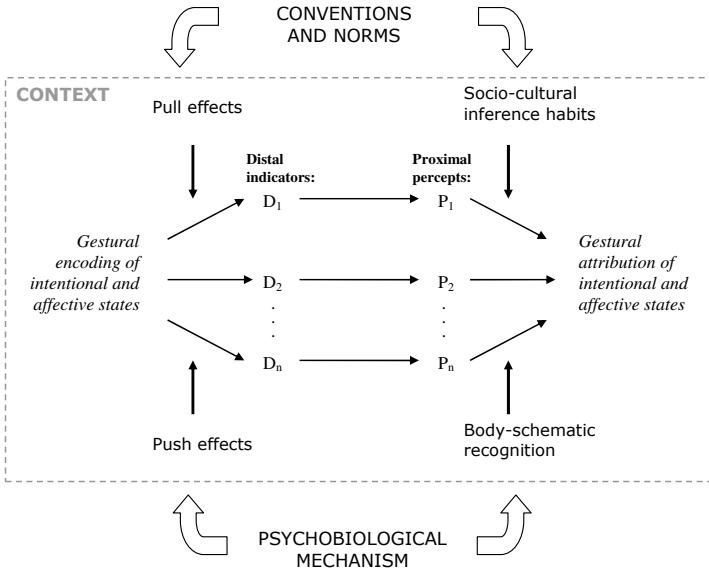 CONVENTIONS
AND NORMS
CONTEXT
Pull effects
Socio-cultural
inference habits
Distal
indicators:
Proximal
percepts:
D1
P1
Gestural
encoding of
intentional and
affective states
D2
P2
Gestural
attribution of
intentional and
affective states
.
.
.
.
.
.
Dn
Pn
Push effects
Body-schematic
recognition
PSYCHOBIOLOGICAL
MECHANISM